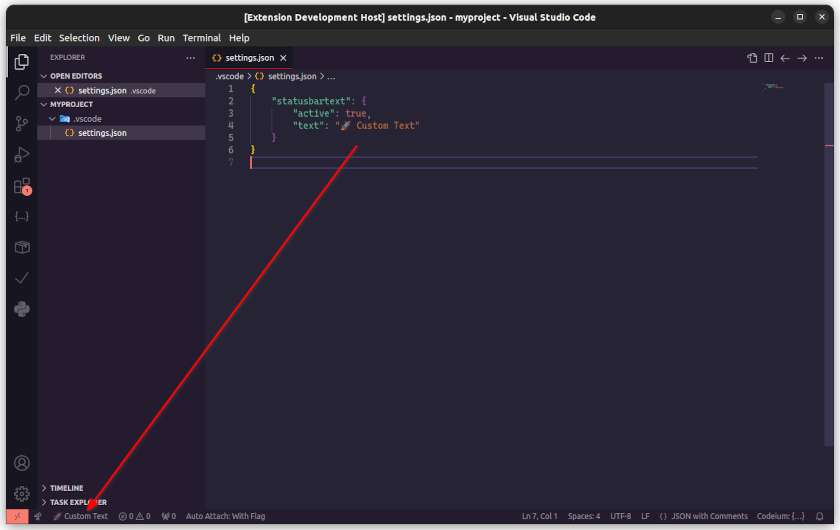 [Extension Development Host] settings.json - myproject - Visual Studio Code
File Edit Selection View Go Run Terminal Help
EXPLORER
OPEN EDITORS
settings.json .vscode
MYPROJECT
.vscode
settings.json
1
{...}
TIMELINE
TASK EXPLORER
settings.json
.vscode > {} settings.json > ...
1 {
2 "statusbartext": {
3 "active": true,
4 "text": "🚀 Custom Text"
5 }
6 }
7
🚀 Custom Text 0 0 0 Auto Attach: With Flag Ln 7, Col 1 Spaces: 4 UTF-8 LF {} JSON with Comments Codeium: {...}